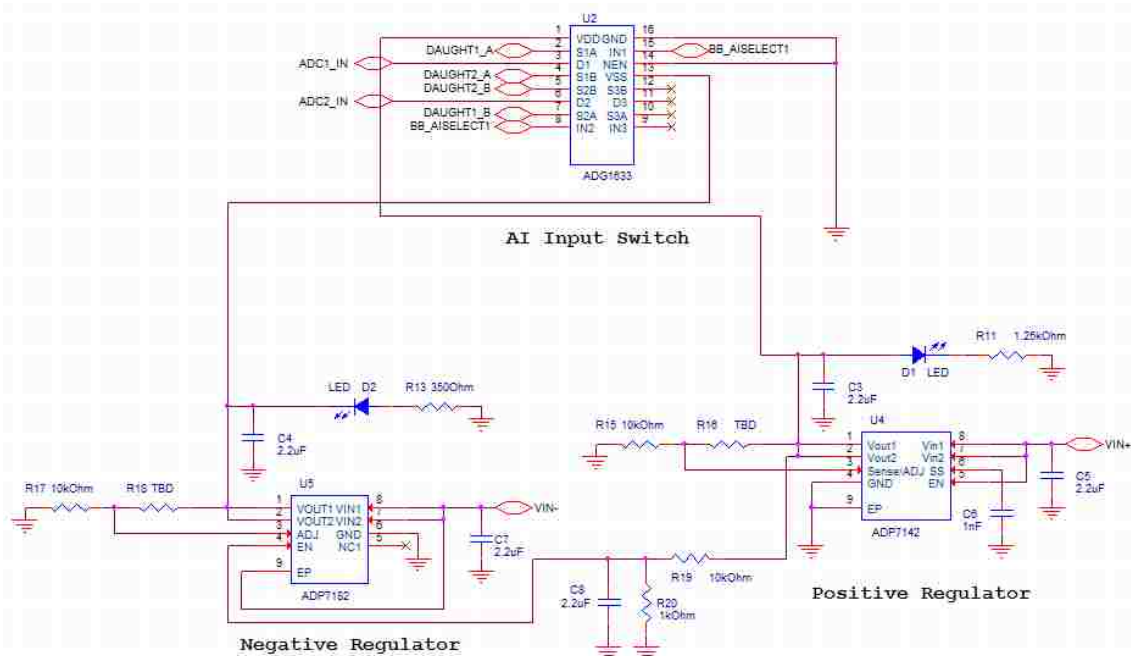 U2
1 VDD GND 16
DAUGHT1_A 2 S1A IN1 15 BB_AISELECT1
ADC1_IN 3 D1 NEN 14
DAUGHT2_A 4 S1B VSS 13
DAUGHT2_B 5 S2B S3B 12
ADC2_IN 6 D2 D3 11
DAUGHT1_B 7 S2A S3A 10
BB_AISELECT1 8 IN2 IN3 9
ADG1633
AI Input Switch
R11 1.25kOhm
D1 LED
C3
2.2uF
LED D2 R13 350Ohm
C4
2.2uF
R15 10kOhm R16 TBD
U4
1 Vout1 Vin1 8 VIN+
2 Vout2 Vin2 7
3 Sense/ADJ SS 6
4 GND EN 5
9 EP
ADP7142
C5
2.2uF
C6
1nF
R17 10kOhm R18 TBD
U5
1 VOUT1 VIN1 8 VIN-
2 VOUT2 VIN2 7
3 ADJ GND 6
4 EN NC1 5
9 EP
ADP7182
C7
2.2uF
R19 10kOhm
C8
2.2uF
R20
1kOhm
Positive Regulator
Negative Regulator